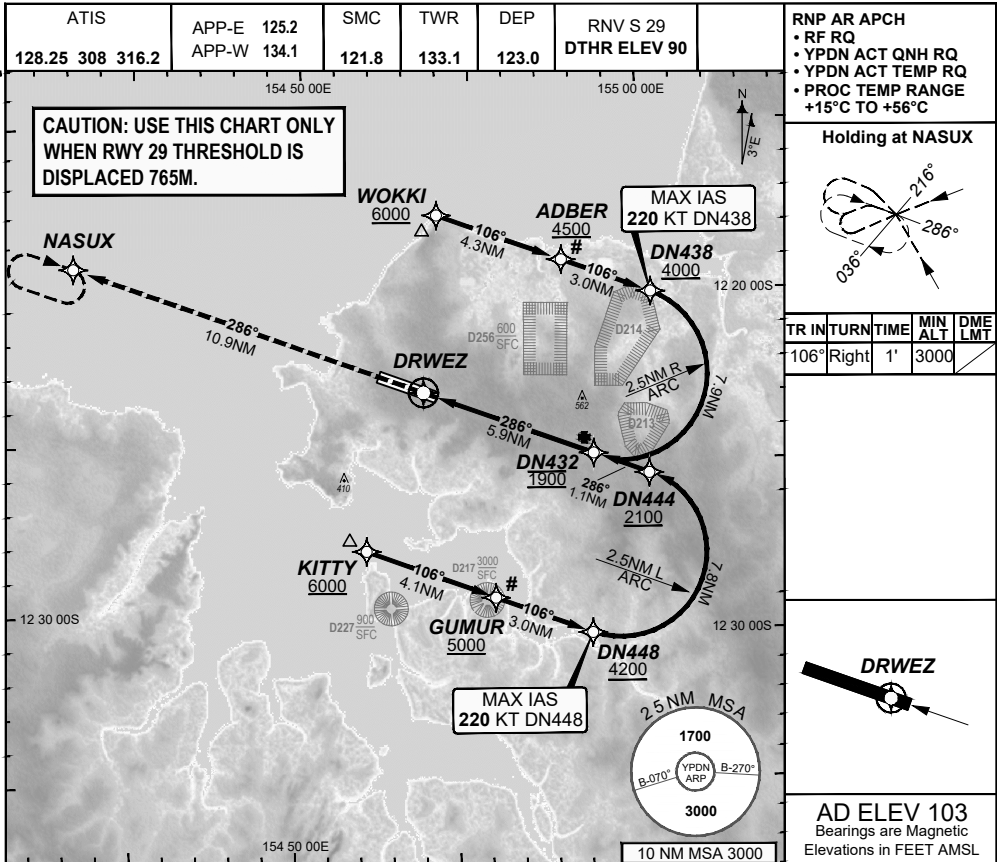 ATIS
128.25 308 316.2
APP-E 125.2
APP-W 134.1
SMC
121.8
TWR
133.1
DEP
123.0
RNV S 29
DTHR ELEV 90
RNP AR APCH
• RF RQ
• YPDN ACT QNH RQ
• YPDN ACT TEMP RQ
• PROC TEMP RANGE
+15°C TO +56°C
154 50 00E
155 00 00E
CAUTION: USE THIS CHART ONLY
WHEN RWY 29 THRESHOLD IS
DISPLACED 765M.
N
3°E
Holding at NASUX
216°
286°
036°
WOKKI
6000
106°
4.3NM
ADBER
4500
#
106°
3.0NM
MAX IAS
220 KT DN438
DN438
4000
NASUX
286°
10.9NM
12 20 00S
D256 600
SFC
D214
2.5NM R
ARC
7.9NM
TR IN TURN TIME MIN ALT DME LMT
106° Right 1' 3000
DRWEZ
286°
5.9NM
562
D213
DN432
1900
286°
1.1NM
DN444
2100
410
KITTY
6000
106°
4.1NM
D217 3000
SFC
#
GUMUR
5000
106°
3.0NM
2.5NM L
ARC
7.8NM
D227 900
SFC
12 30 00S
12 30 00S
DN448
4200
MAX IAS
220 KT DN448
25 NM MSA
1700
B-070°
YPDN
ARP
B-270°
3000
10 NM MSA 3000
154 50 00E
DRWEZ
AD ELEV 103
Bearings are Magnetic
Elevations in FEET AMSL